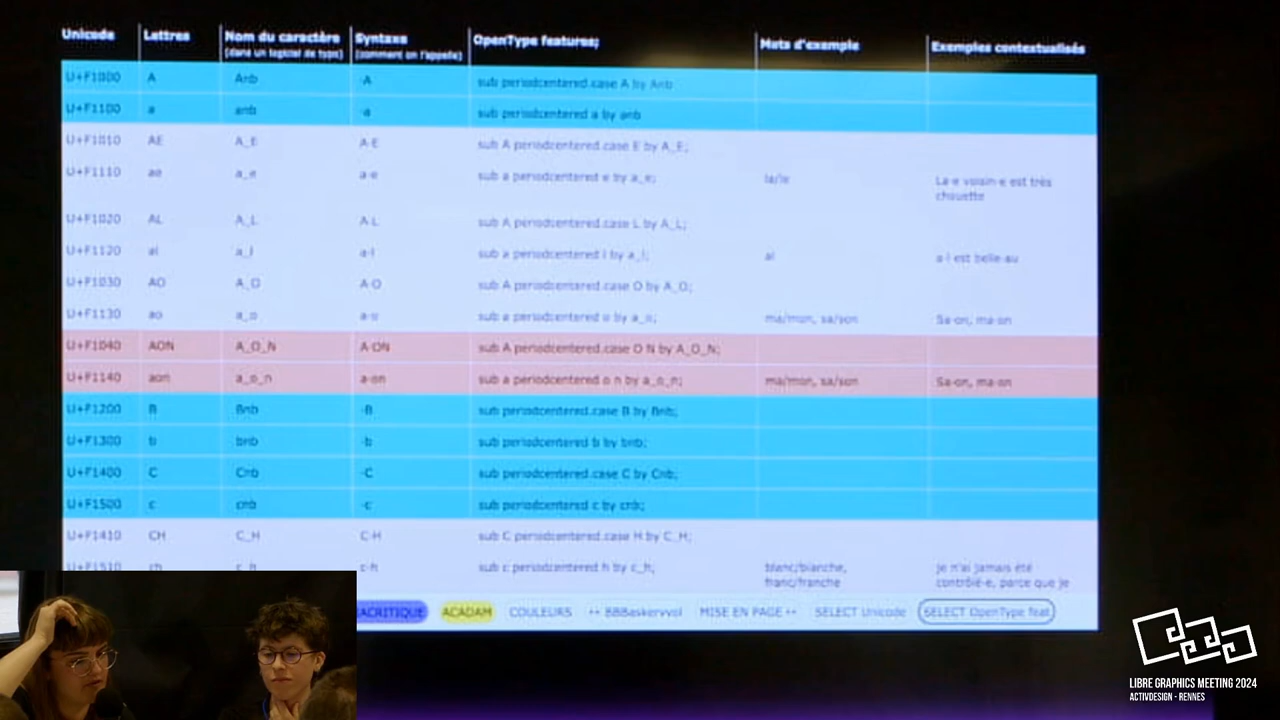 Unicode Lettres Nom du caractère Syntaxe OpenType features; Mots d'exemple Exemples contextualisés
(dans un logiciel de typo) (comment on l'appelle)
U+F1000 A Anb ·A sub periodcentered.case A by Anb
U+F1100 a anb ·a sub periodcentered a by anb
U+F1010 AE A_E A·E sub A periodcentered.case E by A_E;
U+F1110 ae a_e a·e sub a periodcentered e by a_e; la/le La·e voisin·e est très
chouette
U+F1020 AL A_L A·L sub A periodcentered.case L by A_L;
U+F1120 al a_l a·l sub a periodcentered l by a_l; al a·l est belle·au
U+F1030 AO A_O A·O sub A periodcentered.case O by A_O;
U+F1130 ao a_o a·o sub a periodcentered o by a_o; ma/mon, sa/son Sa·on, ma·on
U+F1040 AON A_O_N A·ON sub A periodcentered.case O N by A_O_N;
U+F1140 aon a_o_n a·on sub a periodcentered o n by a_o_n; ma/mon, sa/son Sa·on, ma·on
U+F1200 B Bnb ·B sub periodcentered.case B by Bnb;
U+F1300 b bnb ·b sub periodcentered b by bnb;
U+F1400 C Cnb ·C sub periodcentered.case C by Cnb;
U+F1500 c cnb ·c sub periodcentered c by cnb;
U+F1410 CH C_H C·H sub C periodcentered.case H by C_H;
U+F1510 ch c_h c·h sub c periodcentered h by c_h; blanc/blanche, je n'ai jamais été
franc/franche contrôlé·e, parce que je
ACRITIQUE ACADAM COULEURS •• BBBaskervvol MISE EN PAGE •• SELECT Unicode SELECT OpenType feat
LIBRE GRAPHICS MEETING 2024
ACTIVDESIGN - RENNES